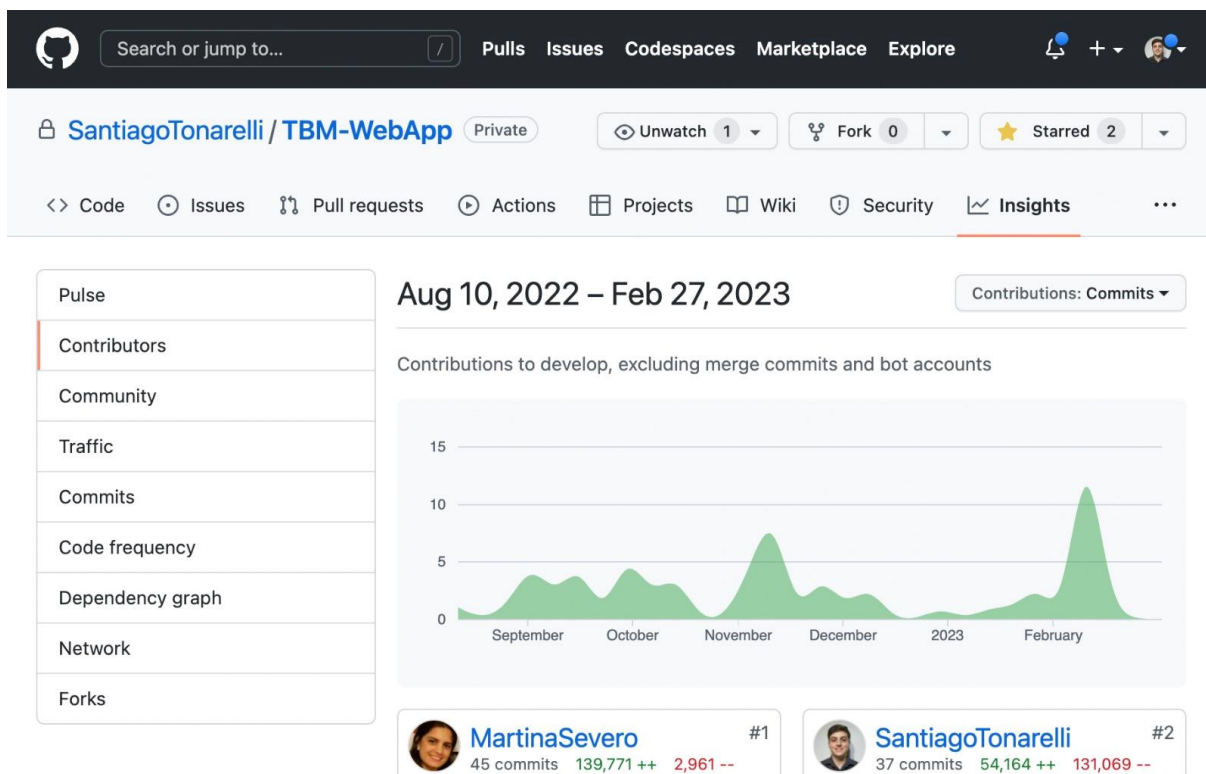 Search or jump to... / Pulls Issues Codespaces Marketplace Explore
SantiagoTonarelli / TBM-WebApp Private Unwatch 1 Fork 0 Starred 2
Code Issues Pull requests Actions Projects Wiki Security Insights ...
Pulse
Contributors
Community
Traffic
Commits
Code frequency
Dependency graph
Network
Forks
Aug 10, 2022 – Feb 27, 2023 Contributions: Commits
Contributions to develop, excluding merge commits and bot accounts
15
10
5
0
September October November December 2023 February
MartinaSevero #1
45 commits 139,771 ++ 2,961 --
SantiagoTonarelli #2
37 commits 54,164 ++ 131,069 --